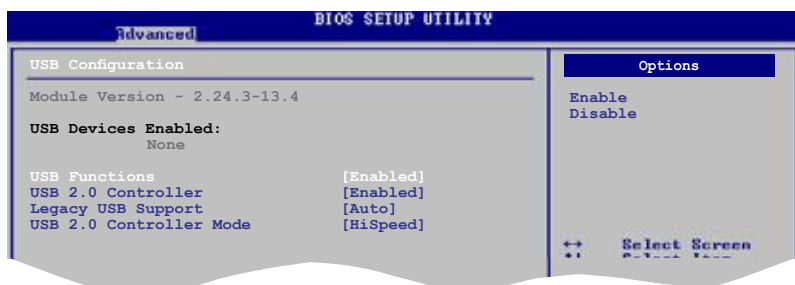 BIOS SETUP UTILITY
Advanced
USB Configuration
Module Version - 2.24.3-13.4
USB Devices Enabled:
None
USB Functions [Enabled]
USB 2.0 Controller [Enabled]
Legacy USB Support [Auto]
USB 2.0 Controller Mode [HiSpeed]
Options
Enable
Disable
↔ Select Screen